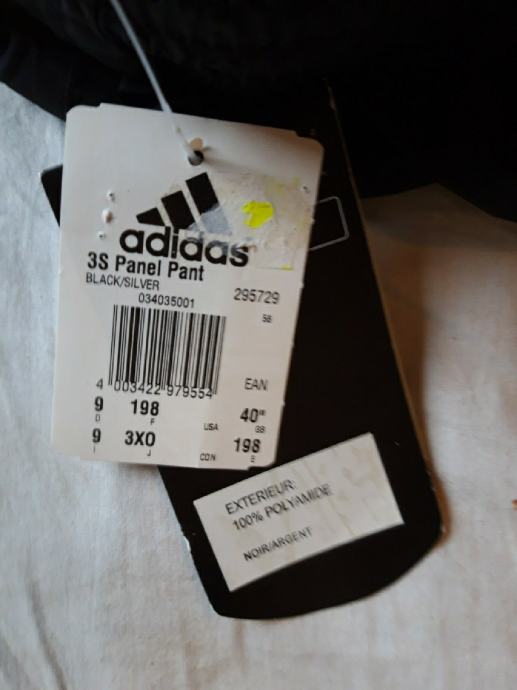 adidas
3S Panel Pant
BLACK/SILVER
034035001
295729
SB
4 003422 979554
EAN
9 198 40"
D F USA GB
9 3XO 198
I J CDN E
EXTERIEUR:
100% POLYAMIDE
NOIR/ARGENT